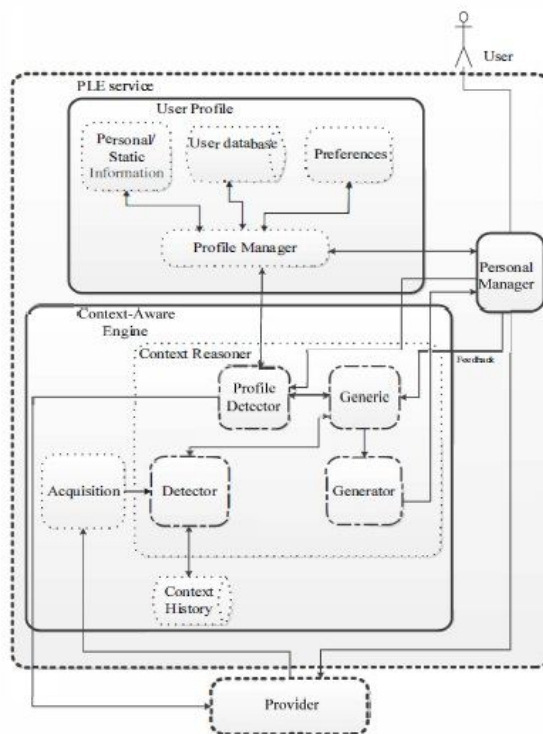 User
PLE service
User Profile
Personal/
Static
Information
User database
Preferences
Profile Manager
Personal
Manager
Context-Aware
Engine
Context Reasoner
Feedback
Profile
Detector
Generic
Acquisition
Detector
Generator
Context
History
Provider